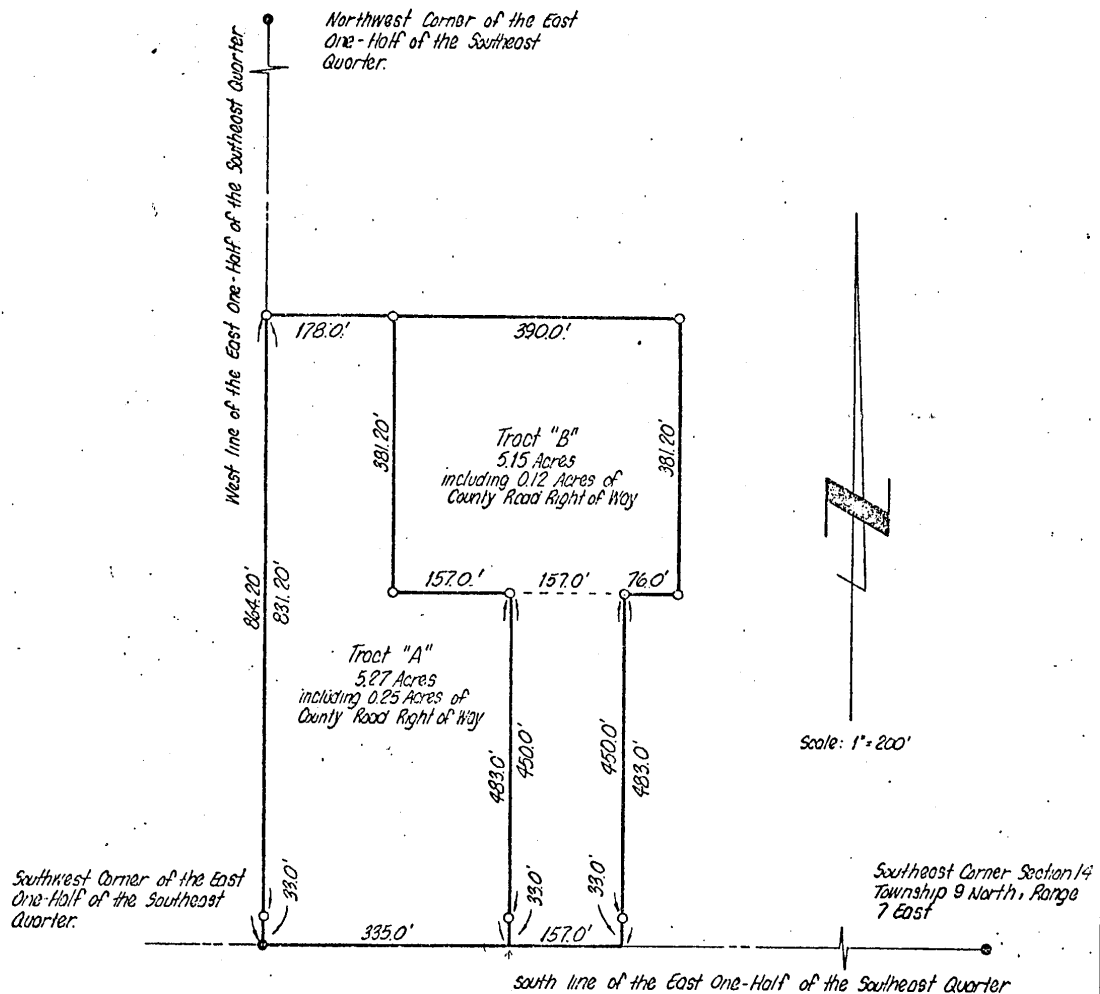 Northwest Corner of the East
One-Half of the Southeast
Quarter.
West line of the East One-Half of the Southeast Quarter
178.0'
390.0'
381.20'
381.20'
Tract "B"
5.15 Acres
including 0.12 Acres of
County Road Right of Way
157.0'
157.0'
76.0'
864.20'
831.20'
Tract "A"
5.27 Acres
including 0.25 Acres of
County Road Right of Way
483.0'
450.0'
450.0'
483.0'
Scale: 1"=200'
Southwest Corner of the East
One-Half of the Southeast
Quarter.
33.0'
33.0'
33.0'
Southeast Corner Section 14
Township 9 North, Range
7 East
335.0'
157.0'
South line of the East One-Half of the Southeast Quarter